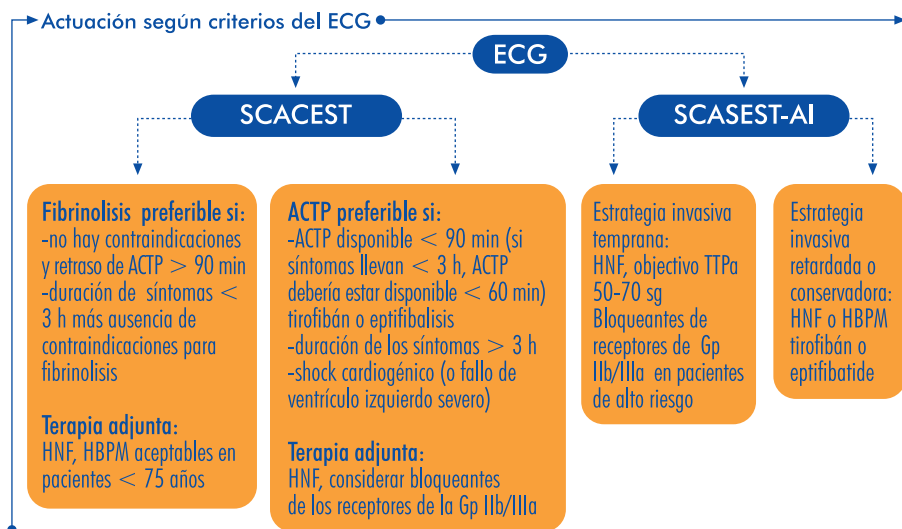 Actuación según criterios del ECG
ECG
SCACEST
SCASEST-AI
Fibrinolisis preferible si:
-no hay contraindicaciones
y retraso de ACTP > 90 min
-duración de síntomas <
3 h más ausencia de
contraindicaciones para
fibrinolisis
Terapia adjunta:
HNF, HBPM aceptables en
pacientes < 75 años
ACTP preferible si:
-ACTP disponible < 90 min (si
síntomas llevan < 3 h, ACTP
debería estar disponible < 60 min)
tirofibán o eptifibalisis
-duración de los síntomas > 3 h
-shock cardiogénico (o fallo de
ventrículo izquierdo severo)
Terapia adjunta:
HNF, considerar bloqueantes
de los receptores de la Gp IIb/IIIa
Estrategia invasiva
temprana:
HNF, objectivo TTPa
50-70 sg
Bloqueantes de
receptores de Gp
IIb/IIIa en pacientes
de alto riesgo
Estrategia
invasiva
retardada o
conservadora:
HNF o HBPM
tirofibán o
eptifibatide